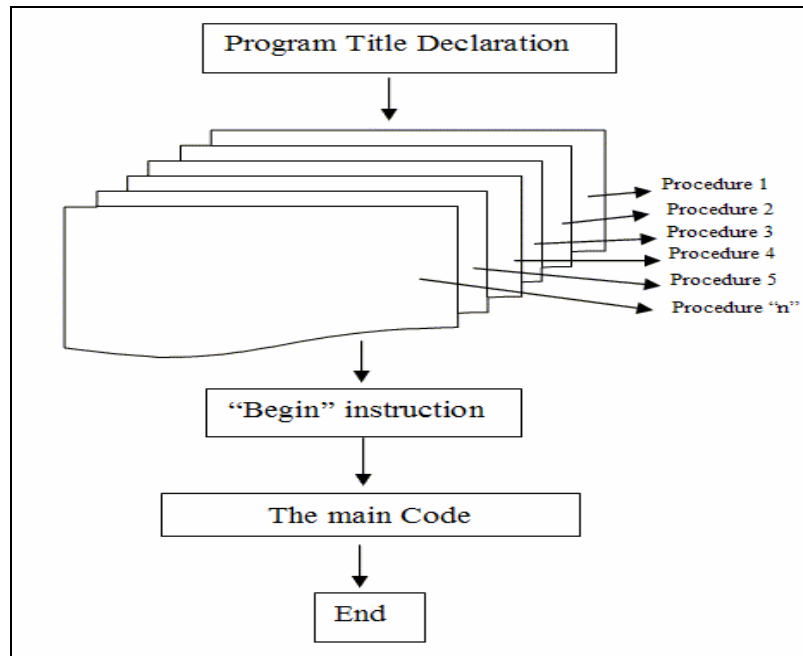 Program Title Declaration
Procedure 1
Procedure 2
Procedure 3
Procedure 4
Procedure 5
Procedure “n”
“Begin” instruction
The main Code
End